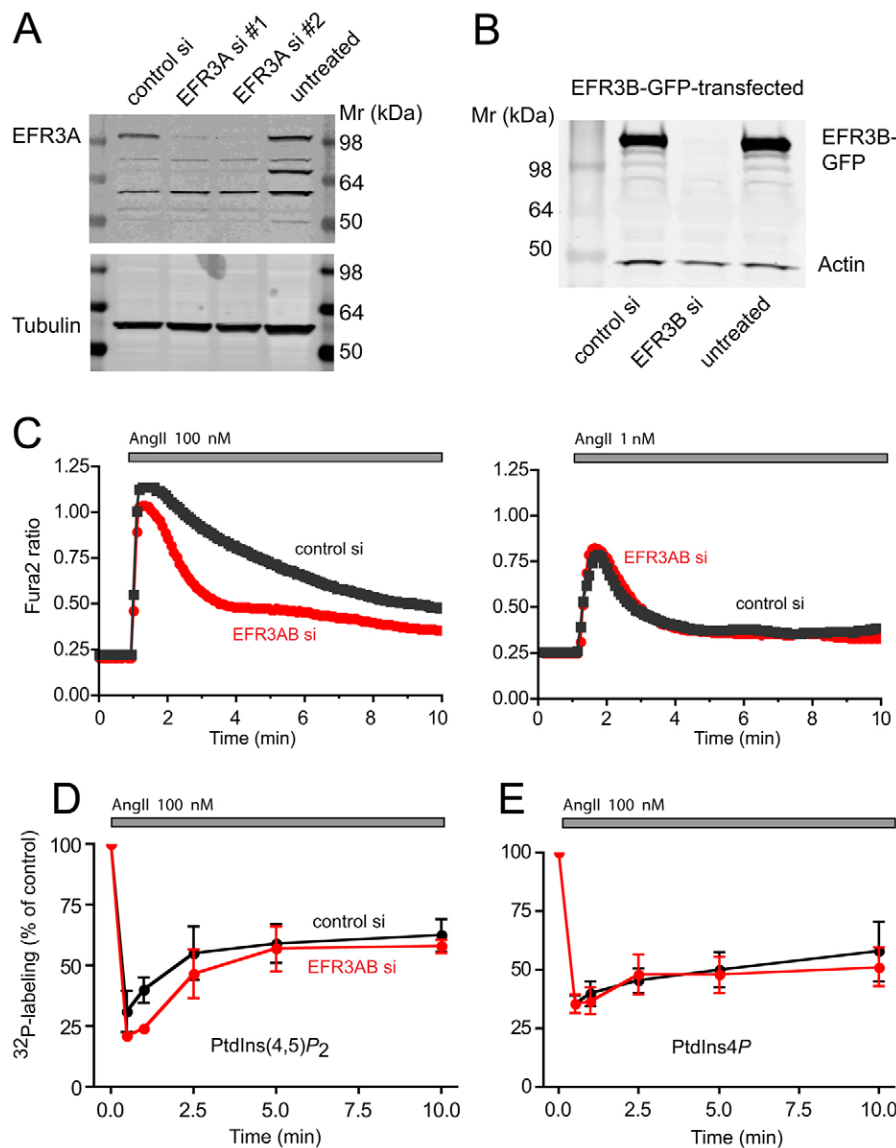 A
control si
EFR3A si #1
EFR3A si #2
untreated
Mr (kDa)
EFR3A
98
64
50
98
64
50
Tubulin
B
EFR3B-GFP-transfected
Mr (kDa)
98
64
50
EFR3B-
GFP
Actin
control si
EFR3B si
untreated
C
AngII 100 nM
Fura2 ratio
1.25
1.00
0.75
0.50
0.25
0.00
control si
EFR3AB si
0 2 4 6 8 10
Time (min)
AngII 1 nM
1.25
1.00
0.75
0.50
0.25
0.00
EFR3AB si
control si
0 2 4 6 8 10
Time (min)
D
AngII 100 nM
32P-labeling (% of control)
100
75
50
25
0
control si
EFR3AB si
PtdIns(4,5)P2
0.0 2.5 5.0 7.5 10.0
Time (min)
E
AngII 100 nM
100
75
50
25
0
PtdIns4P
0.0 2.5 5.0 7.5 10.0
Time (min)